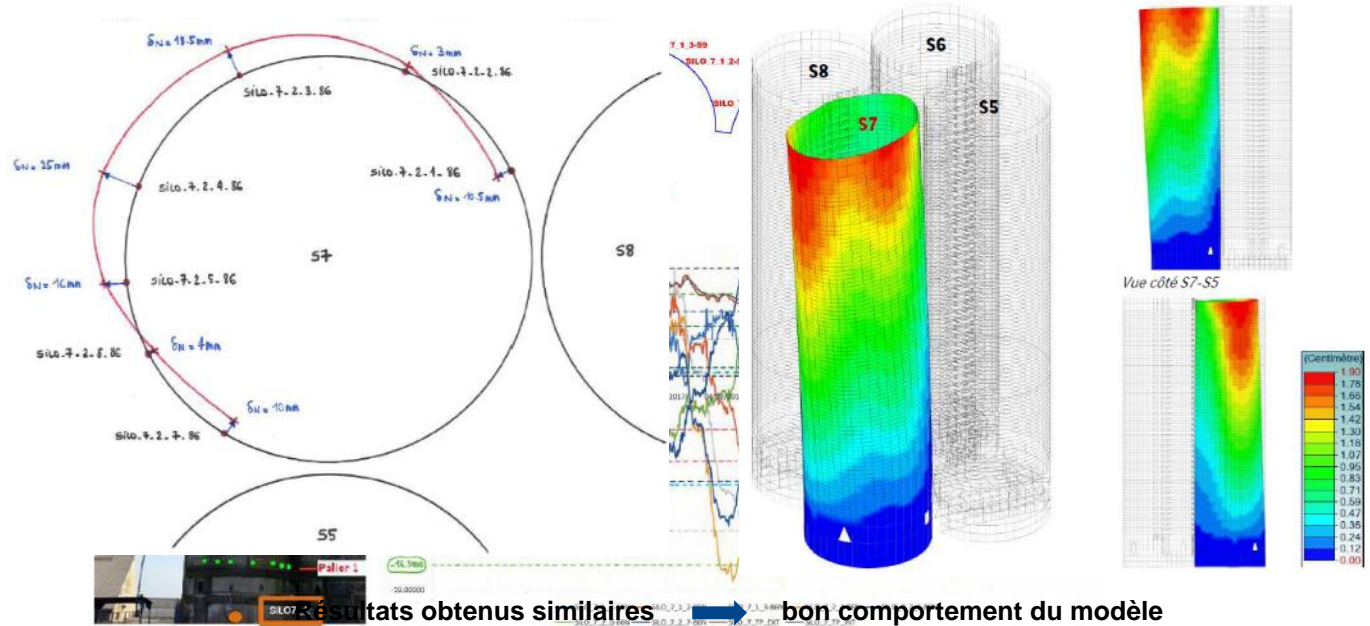 δN = 18.5mm
δN = 3mm
SILO.7-2-2.86
SILO.7-2-3.86
δN = 25mm
SILO.7.2.4.86
SILO.7-2-1-86
δN = 10.5mm
S7
S8
δN = 16mm
SILO.7-2.5-86
δN = 4mm
SILO.7-2-6.86
δN = 10mm
SILO.7-2-7.86
S5
Palier 1
SILO7
7_1_3-59
S6
S8
S5
S7
Vue côté S7-S5
(Centimètre)
1.90
1.78
1.66
1.54
1.42
1.30
1.18
1.07
0.95
0.83
0.71
0.59
0.47
0.36
0.24
0.12
0.00
Résultats obtenus similaires
bon comportement du modèle